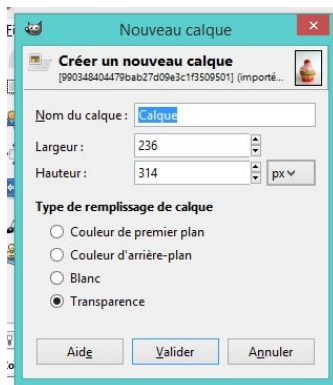 Nouveau calque
Créer un nouveau calque
[990348404479bab27d09e3c1f3509501] (importé...
Nom du calque : Calque
Largeur : 236
Hauteur : 314 px
Type de remplissage de calque
Couleur de premier plan
Couleur d'arrière-plan
Blanc
Transparence
Aide Valider Annuler